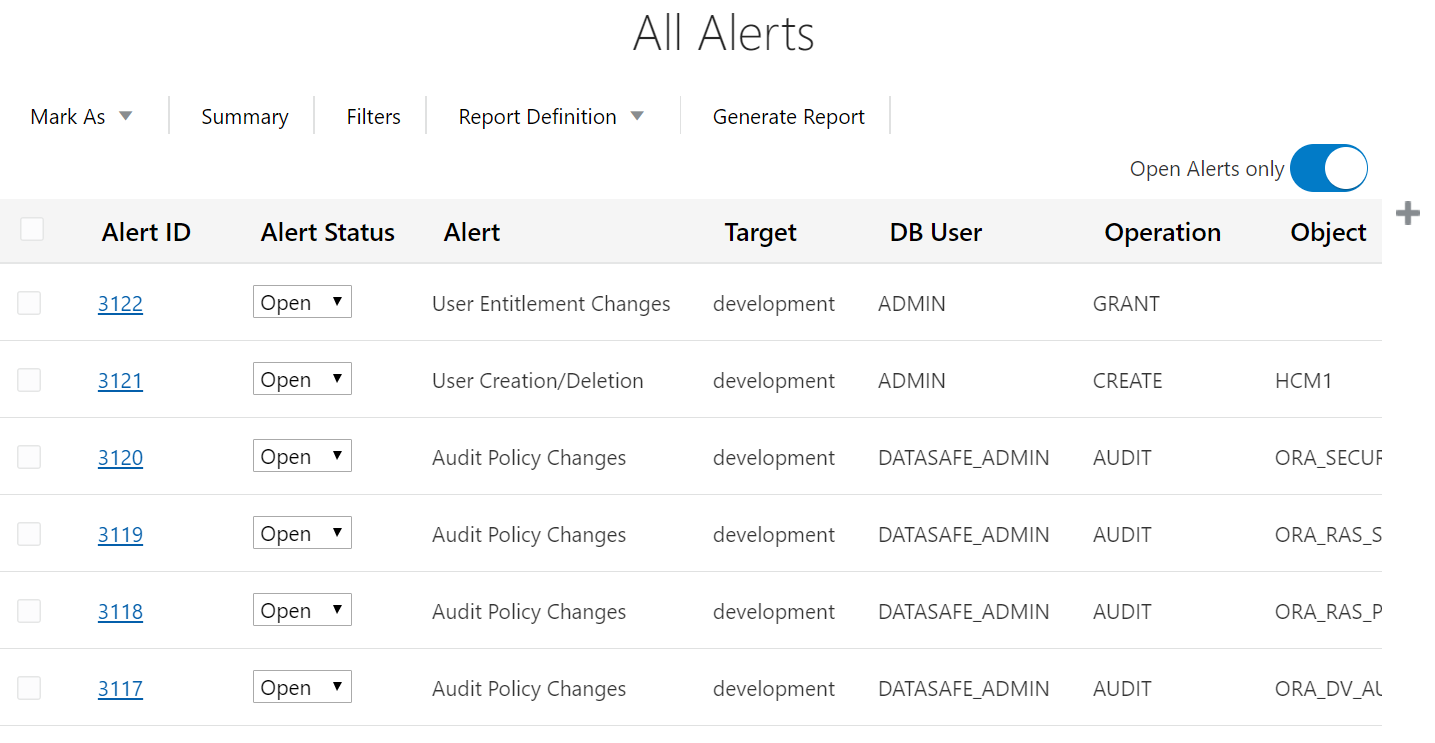 All Alerts
Mark As Summary Filters Report Definition Generate Report
Open Alerts only
Alert ID Alert Status Alert Target DB User Operation Object
3122 Open User Entitlement Changes development ADMIN GRANT
3121 Open User Creation/Deletion development ADMIN CREATE HCM1
3120 Open Audit Policy Changes development DATASAFE_ADMIN AUDIT ORA_SECUR
3119 Open Audit Policy Changes development DATASAFE_ADMIN AUDIT ORA_RAS_S
3118 Open Audit Policy Changes development DATASAFE_ADMIN AUDIT ORA_RAS_P
3117 Open Audit Policy Changes development DATASAFE_ADMIN AUDIT ORA_DV_AU